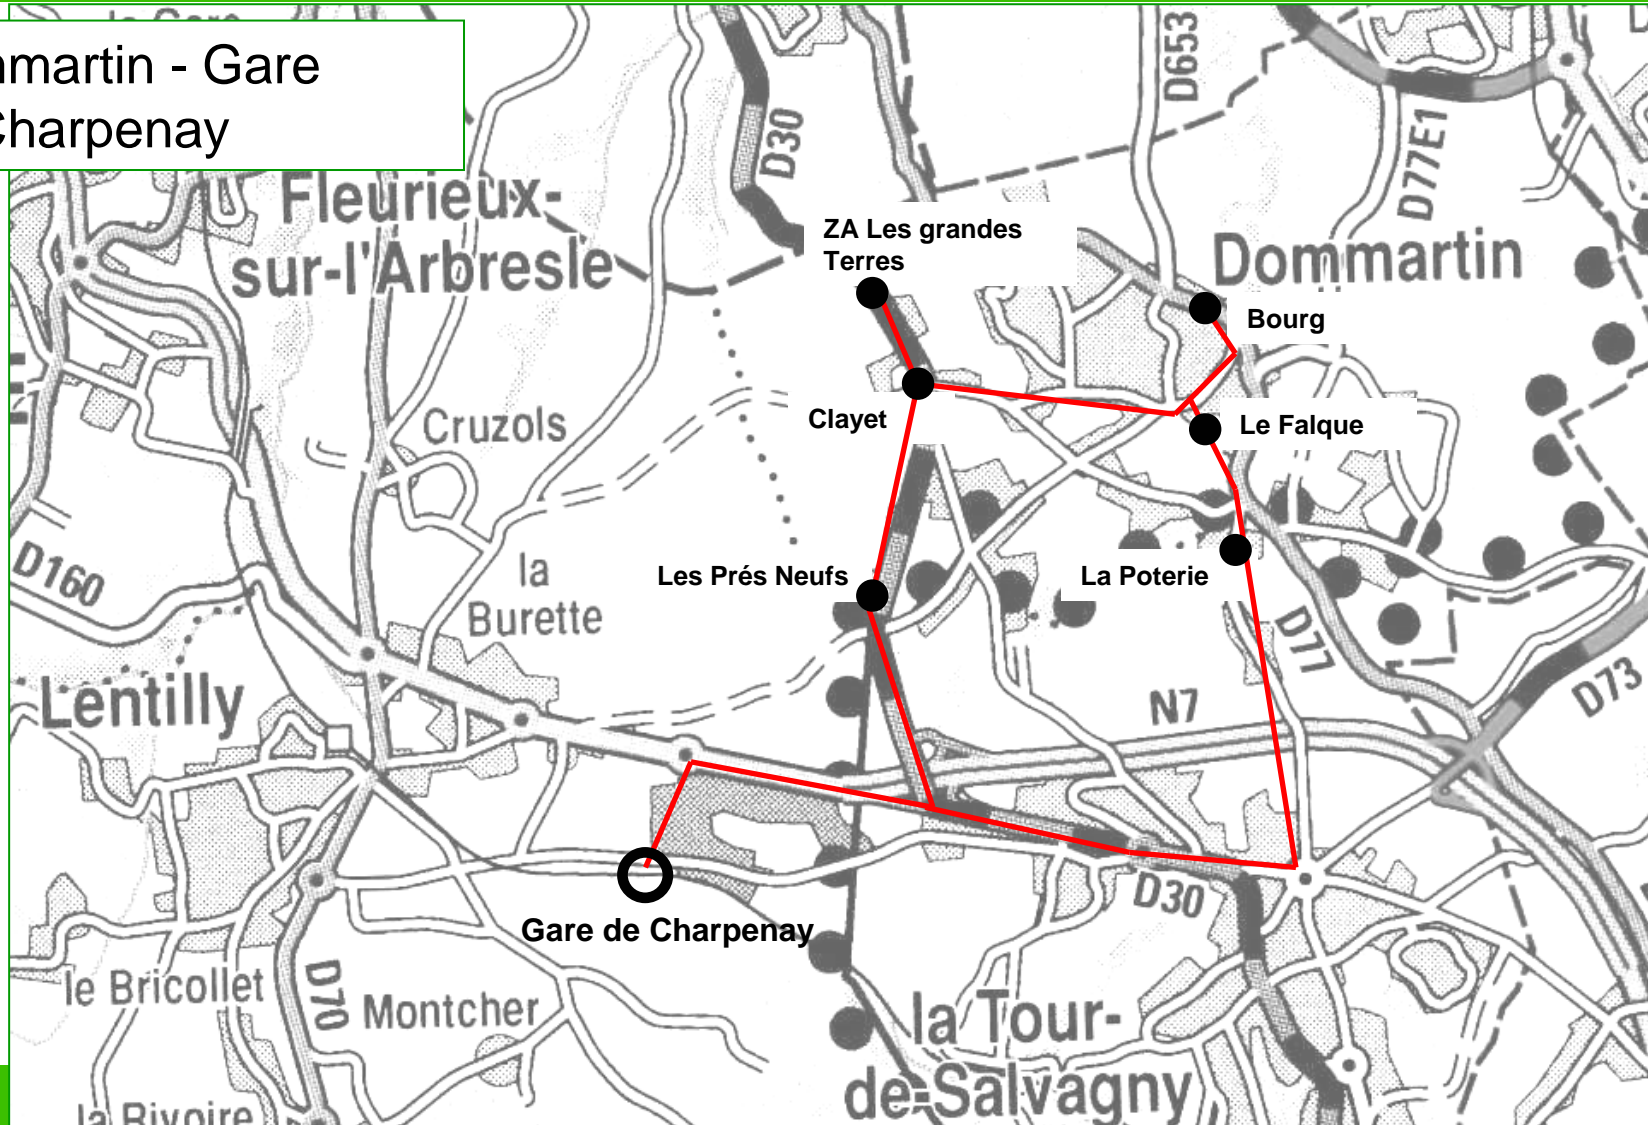 mmartin - Gare
Charpenay
D30
D653
D77E1
Fleurieux-
sur-l'Arbresle
ZA Les grandes
Terres
Dommartin
Bourg
Clayet
Le Falque
Cruzols
D160
la
Burette
Les Prés Neufs
La Poterie
D77
D73
Lentilly
N7
D30
Gare de Charpenay
le Bricollet
D70
Montcher
la Tour-
de-Salvagny
la Rivoire